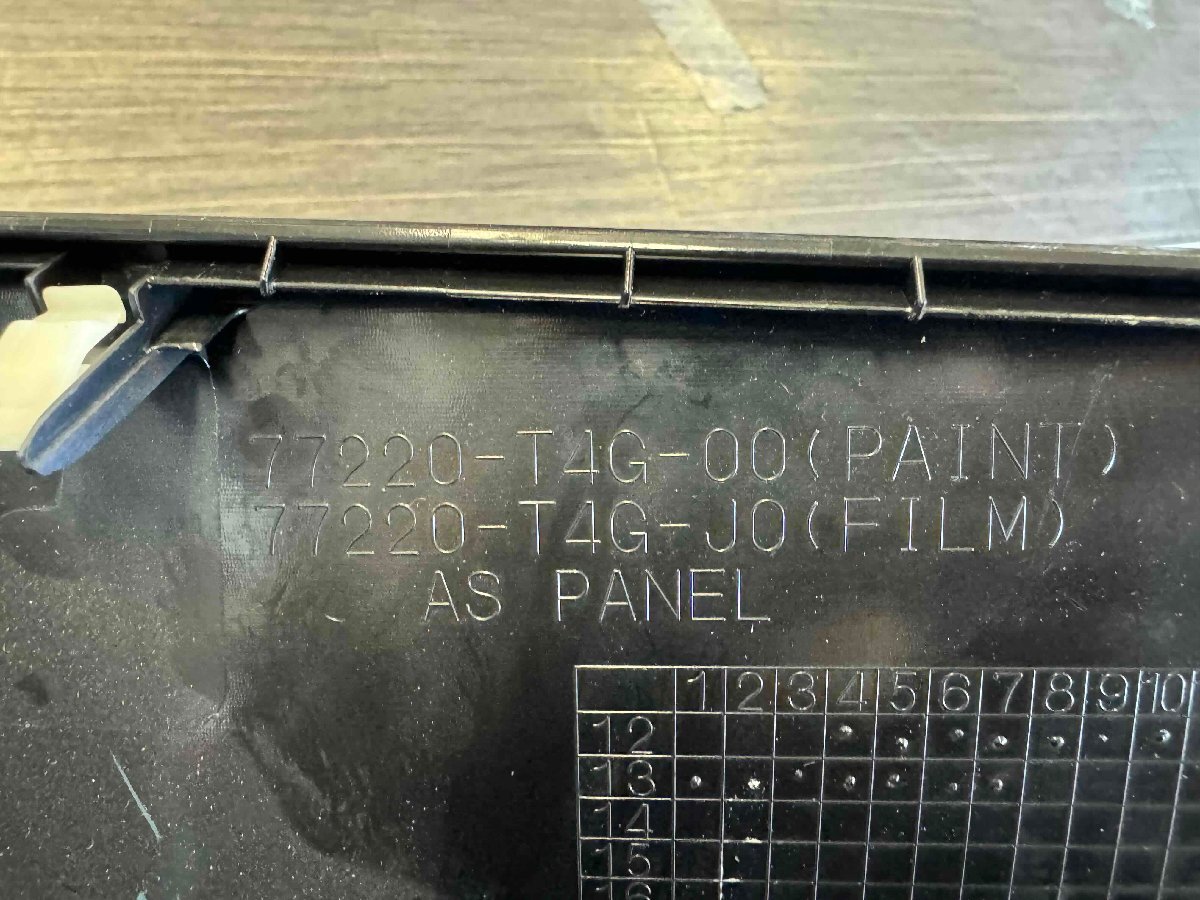 77220-T4G-00(PAINT)
77220-T4G-J0(FILM)
AS PANEL
1 2 3 4 5 6 7 8 9 10
12
13
14
15